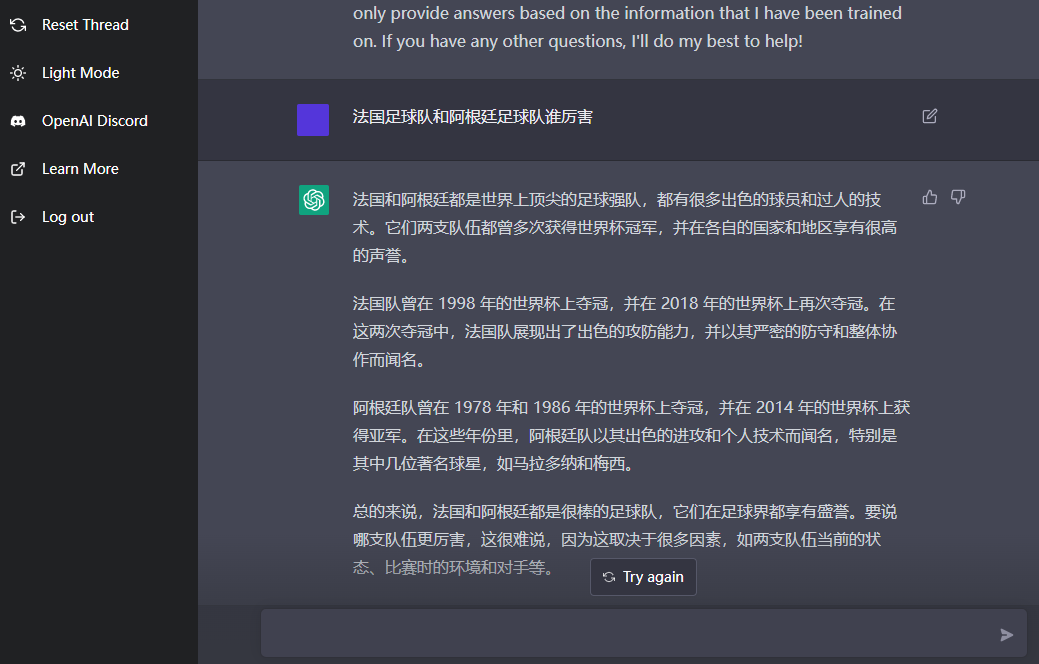 Reset Thread
Light Mode
OpenAI Discord
Learn More
Log out
only provide answers based on the information that I have been trained
on. If you have any other questions, I'll do my best to help!
法国足球队和阿根廷足球队谁厉害
法国和阿根廷都是世界上顶尖的足球强队，都有很多出色的球员和过人的技
术。它们两支队伍都曾多次获得世界杯冠军，并在各自的国家和地区享有很高
的声誉。
法国队曾在 1998 年的世界杯上夺冠，并在 2018 年的世界杯上再次夺冠。在
这两次夺冠中，法国队展现出了出色的攻防能力，并以其严密的防守和整体协
作而闻名。
阿根廷队曾在 1978 年和 1986 年的世界杯上夺冠，并在 2014 年的世界杯上获
得亚军。在这些年份里，阿根廷队以其出色的进攻和个人技术而闻名，特别是
其中几位著名球星，如马拉多纳和梅西。
总的来说，法国和阿根廷都是很棒的足球队，它们在足球界都享有盛誉。要说
哪支队伍更厉害，这很难说，因为这取决于很多因素，如两支队伍当前的状
态、比赛时的环境和对手等。
Try again